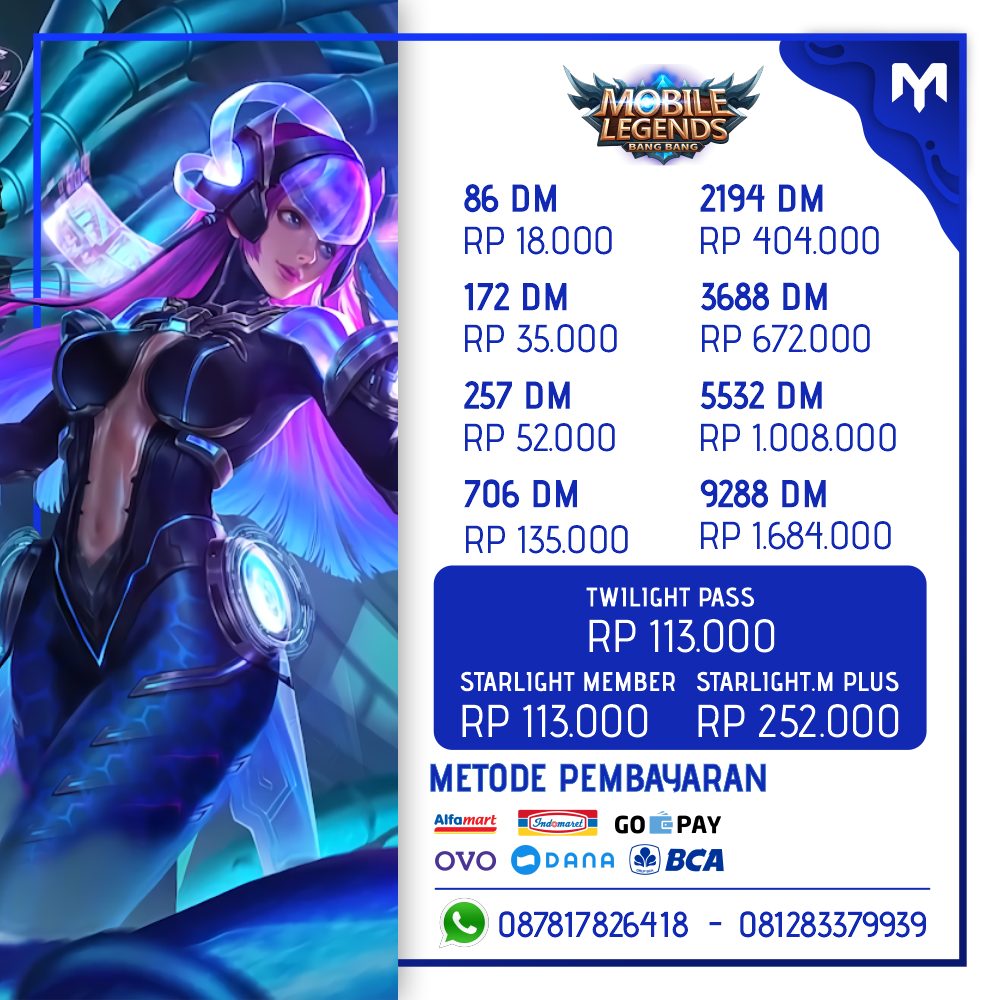 MOBILE
LEGENDS
BANG BANG
86 DM
RP 18.000
172 DM
RP 35.000
257 DM
RP 52.000
706 DM
RP 135.000
2194 DM
RP 404.000
3688 DM
RP 672.000
5532 DM
RP 1.008.000
9288 DM
RP 1.684.000
TWILIGHT PASS
RP 113.000
STARLIGHT MEMBER
RP 113.000
STARLIGHT.M PLUS
RP 252.000
METODE PEMBAYARAN
Alfamart Indomaret GO PAY
OVO DANA BCA
087817826418 - 081283379939